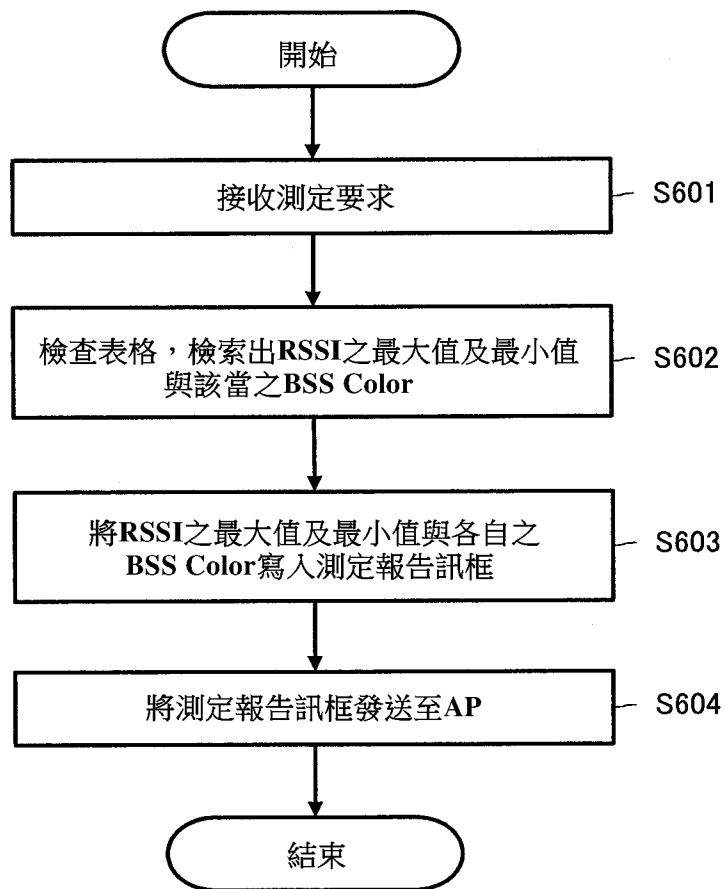 開始
接收測定要求
S601
檢查表格，檢索出RSSI之最大值及最小值
與該當之BSS Color
S602
將RSSI之最大值及最小值與各自之
BSS Color寫入測定報告訊框
S603
將測定報告訊框發送至AP
S604
結束